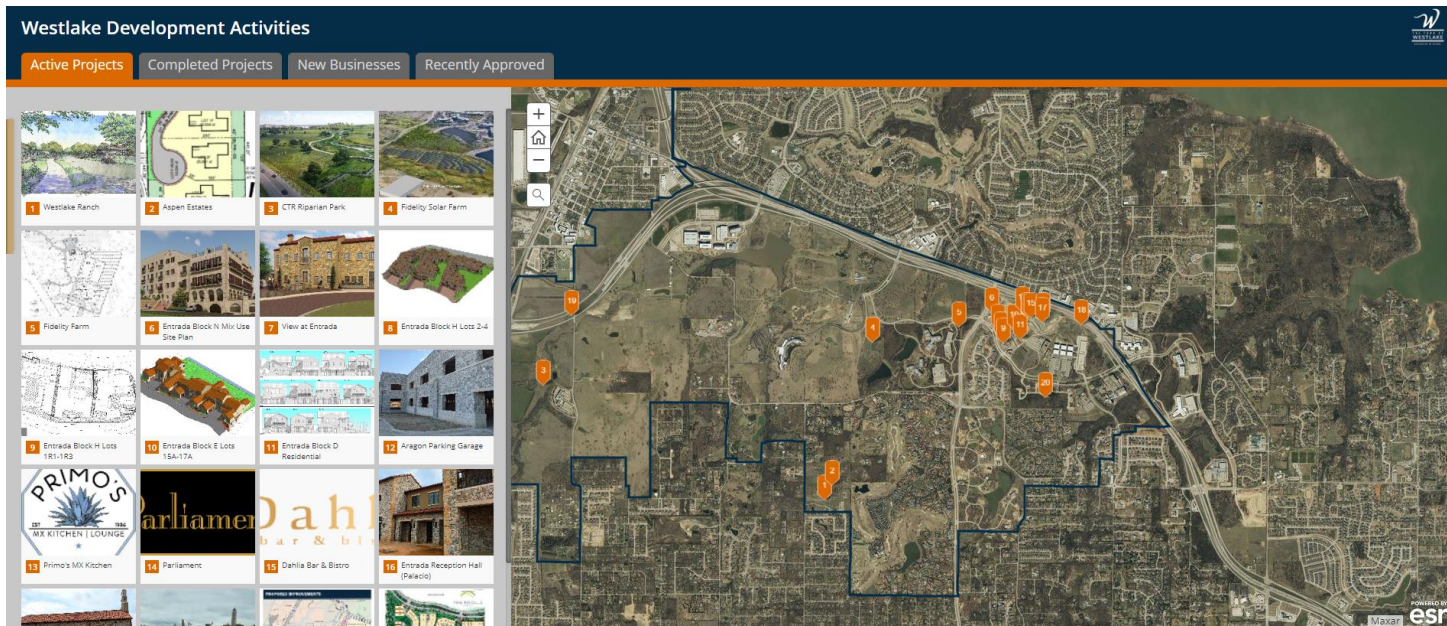 Westlake Development Activities
WESTLAKE
Active Projects
Completed Projects
New Businesses
Recently Approved
1 Westlake Ranch
2 Aspen Estates
3 CTR Riparian Park
4 Fidelity Solar Farm
5 Fidelity Farm
6 Entrada Block N Mix Use
Site Plan
7 View at Entrada
8 Entrada Block H Lots 2-4
9 Entrada Block H Lots
1R1-1R3
10 Entrada Block E Lots
15A-17A
11 Entrada Block D
Residential
12 Aragon Parking Garage
PRIMO'S
EST 1986
MX KITCHEN | LOUNGE
13 Primo's MX Kitchen
arliamen
14 Parliament
Dahl
bar & bi
15 Dahlia Bar & Bistro
16 Entrada Reception Hall
(Palacio)
PROPOSED IMPROVEMENTS
+
−
19
3
4
5
6
15
17
18
9
11
20
2
1
Maxar
POWERED BY
esri